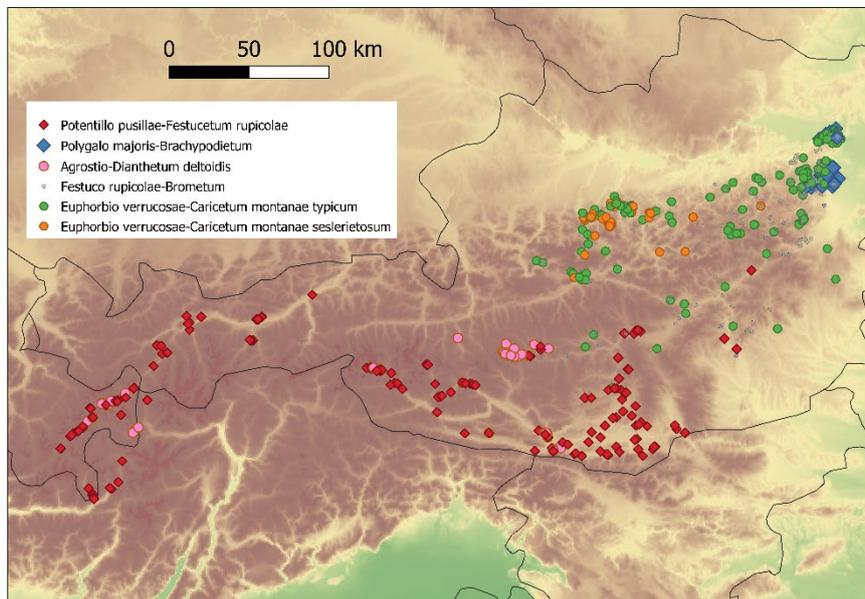 0 50 100 km
Potentillo pusillae-Festucetum rupicolae
Polygalo majoris-Brachypodietum
Agrostio-Dianthetum deltoidis
Festuco rupicolae-Brometum
Euphorbio verrucosae-Caricetum montanae typicum
Euphorbio verrucosae-Caricetum montanae seslerietosum